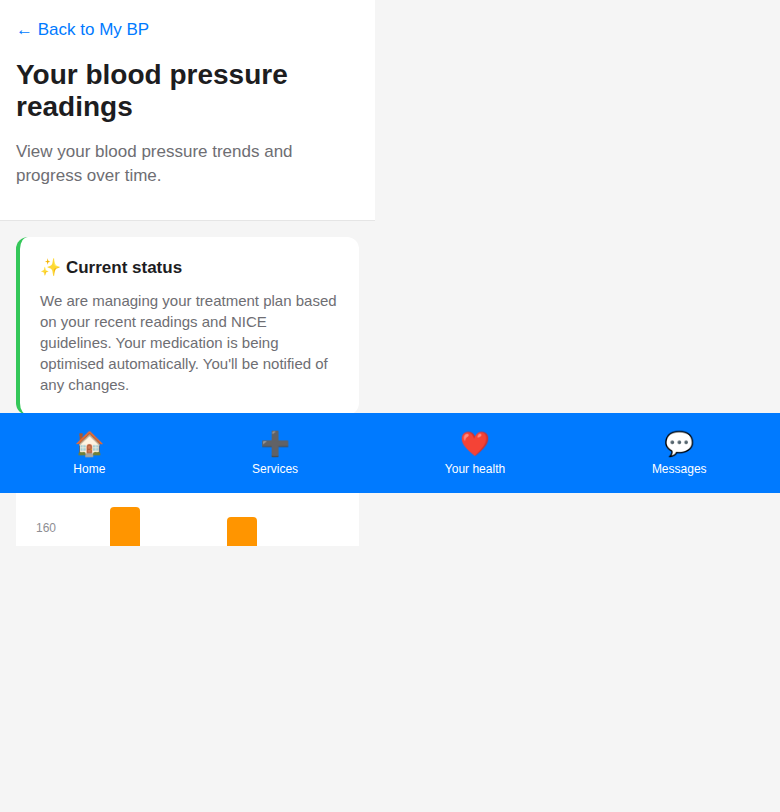 ← Back to My BP
Your blood pressure
readings
View your blood pressure trends and
progress over time.
✨ Current status
We are managing your treatment plan based
on your recent readings and NICE
guidelines. Your medication is being
optimised automatically. You'll be notified of
any changes.
Home
Services
Your health
Messages
160